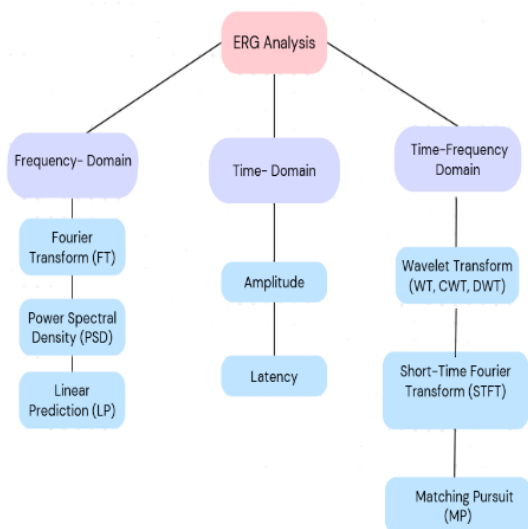 ERG Analysis
Frequency- Domain
Fourier
Transform (FT)
Power Spectral
Density (PSD)
Linear
Prediction (LP)
Time- Domain
Amplitude
Latency
Time-Frequency
Domain
Wavelet Transform
(WT, CWT, DWT)
Short-Time Fourier
Transform (STFT)
Matching Pursuit
(MP)